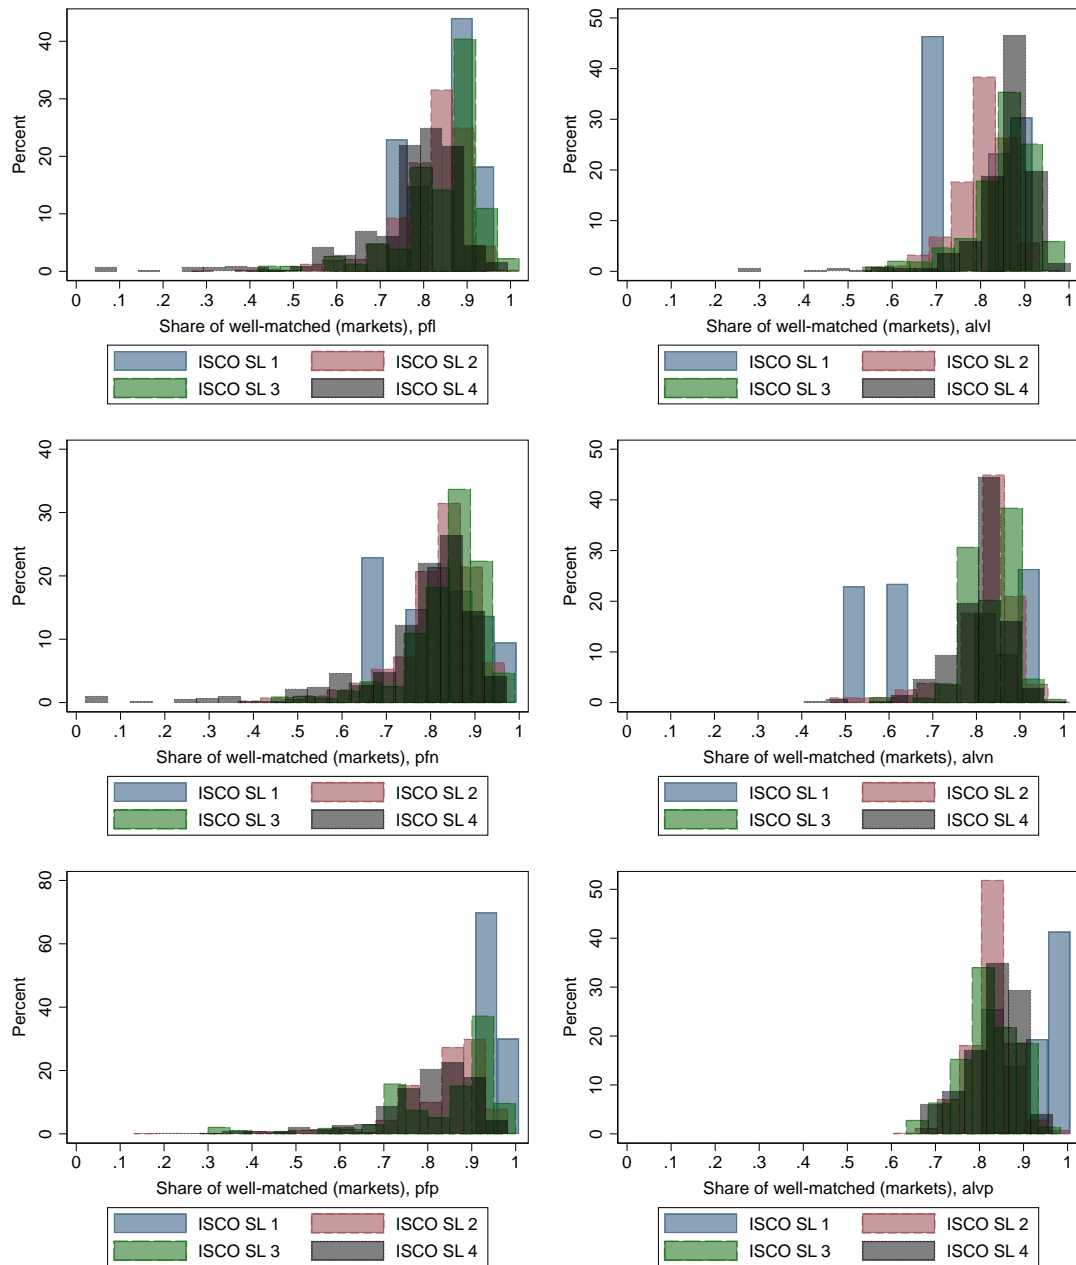 40
30
20
10
0
Percent
0 .1 .2 .3 .4 .5 .6 .7 .8 .9 1
Share of well-matched (markets), pfl
ISCO SL 1 ISCO SL 2
ISCO SL 3 ISCO SL 4
50
40
30
20
10
0
Percent
0 .1 .2 .3 .4 .5 .6 .7 .8 .9 1
Share of well-matched (markets), alvl
ISCO SL 1 ISCO SL 2
ISCO SL 3 ISCO SL 4
40
30
20
10
0
Percent
0 .1 .2 .3 .4 .5 .6 .7 .8 .9 1
Share of well-matched (markets), pfn
ISCO SL 1 ISCO SL 2
ISCO SL 3 ISCO SL 4
50
40
30
20
10
0
Percent
0 .1 .2 .3 .4 .5 .6 .7 .8 .9 1
Share of well-matched (markets), alvn
ISCO SL 1 ISCO SL 2
ISCO SL 3 ISCO SL 4
80
60
40
20
0
Percent
0 .1 .2 .3 .4 .5 .6 .7 .8 .9 1
Share of well-matched (markets), pfp
ISCO SL 1 ISCO SL 2
ISCO SL 3 ISCO SL 4
50
40
30
20
10
0
Percent
0 .1 .2 .3 .4 .5 .6 .7 .8 .9 1
Share of well-matched (markets), alvp
ISCO SL 1 ISCO SL 2
ISCO SL 3 ISCO SL 4